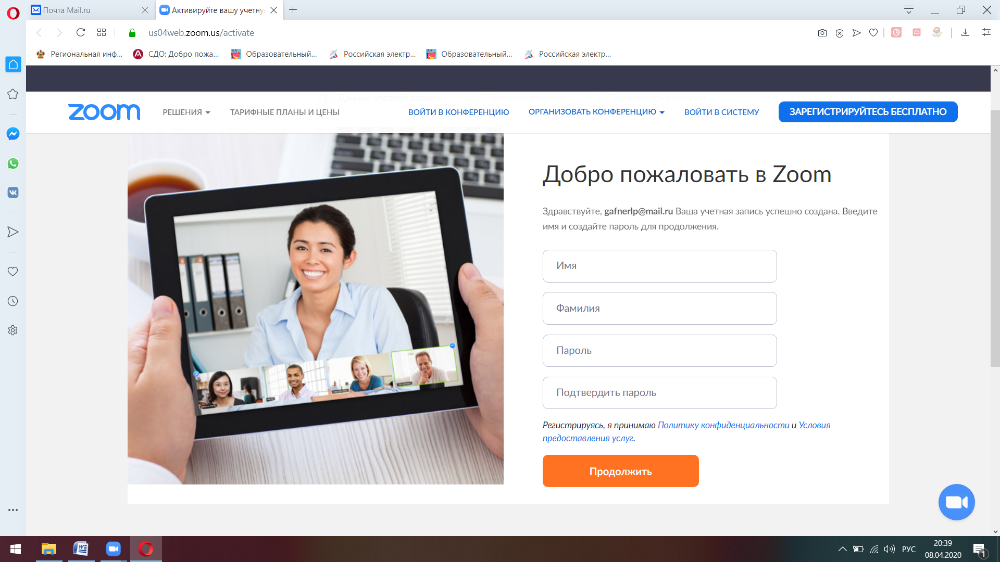 Почта Mail.ru
Активируйте вашу учетну
us04web.zoom.us/activate
Региональная инф...
СДО: Добро пожа...
Образовательный...
Российская электр...
Образовательный...
Российская электр...
zoom
РЕШЕНИЯ
ТАРИФНЫЕ ПЛАНЫ И ЦЕНЫ
ВОЙТИ В КОНФЕРЕНЦИЮ
ОРГАНИЗОВАТЬ КОНФЕРЕНЦИЮ
ВОЙТИ В СИСТЕМУ
ЗАРЕГИСТРИРУЙТЕСЬ БЕСПЛАТНО
Добро пожаловать в Zoom
Здравствуйте, gafnerlp@mail.ru Ваша учетная запись успешно создана. Введите
имя и создайте пароль для продолжения.
Имя
Фамилия
Пароль
Подтвердить пароль
Регистрируясь, я принимаю Политику конфиденциальности и Условия
предоставления услуг.
Продолжить
РУС
20:39
08.04.2020
1